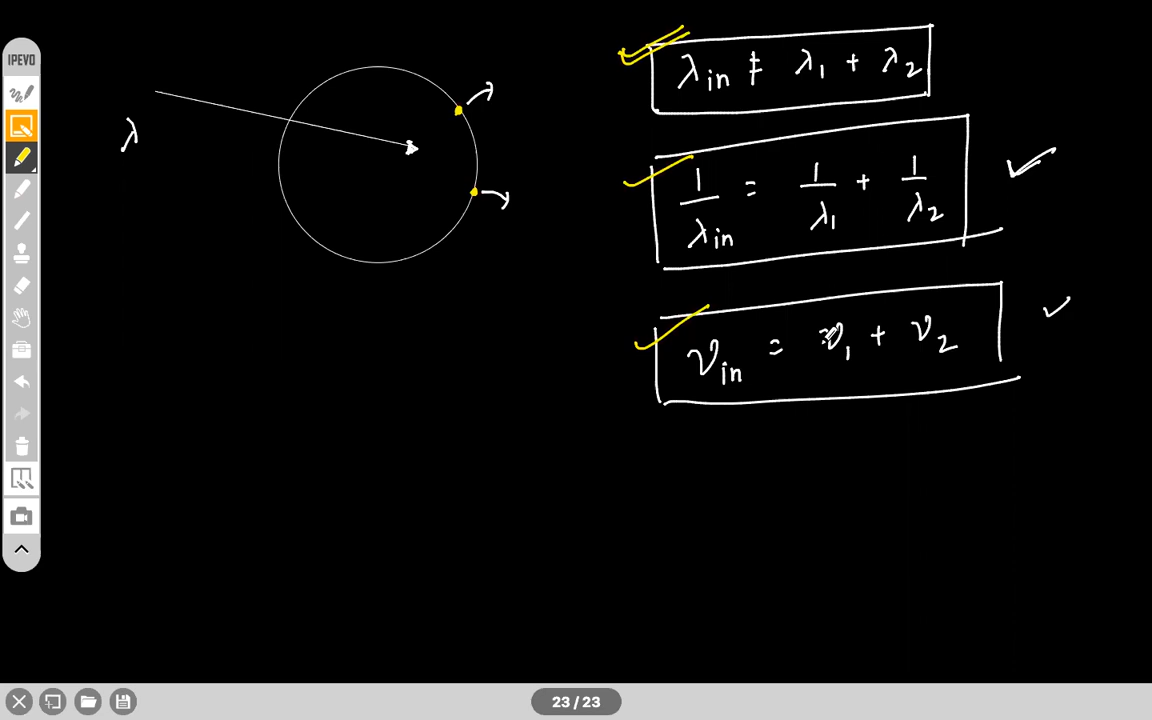 IPEVO
λ
λin ≠ λ1 + λ2
1/λin = 1/λ1 + 1/λ2
νin = ν1 + ν2
23 / 23